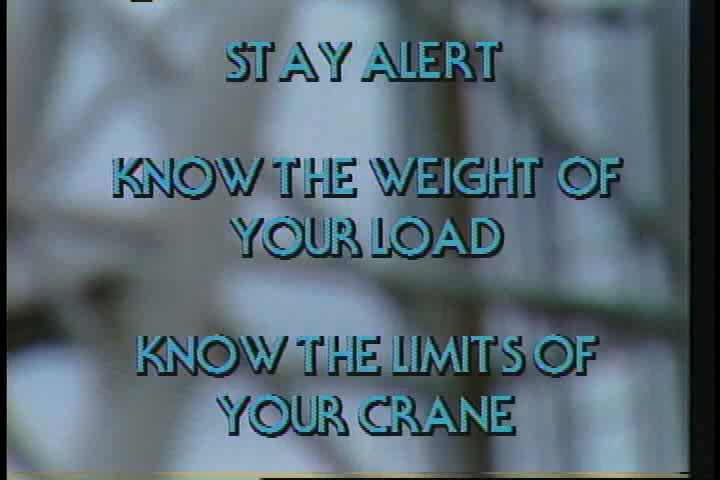 STAY ALERT
KNOW THE WEIGHT OF
YOUR LOAD
KNOW THE LIMITS OF
YOUR CRANE